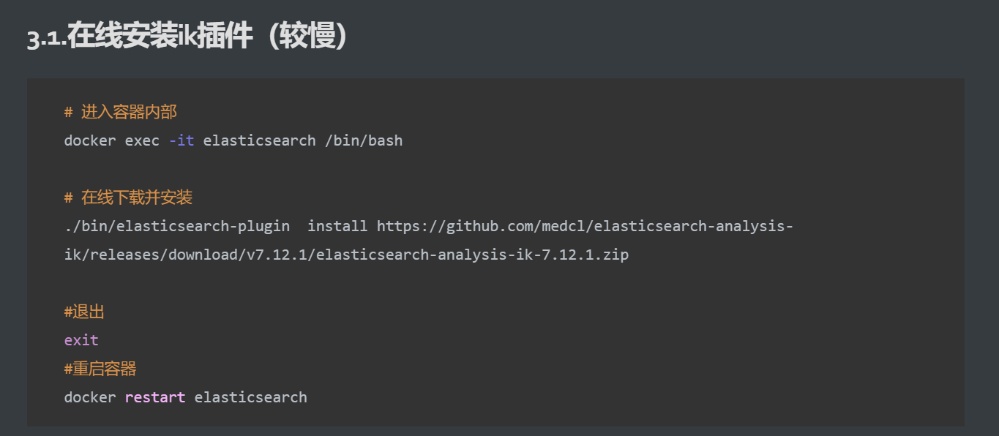 3.1.在线安装ik插件（较慢）
# 进入容器内部
docker exec -it elasticsearch /bin/bash
# 在线下载并安装
./bin/elasticsearch-plugin  install https://github.com/medcl/elasticsearch-analysis-
ik/releases/download/v7.12.1/elasticsearch-analysis-ik-7.12.1.zip
#退出
exit
#重启容器
docker restart elasticsearch